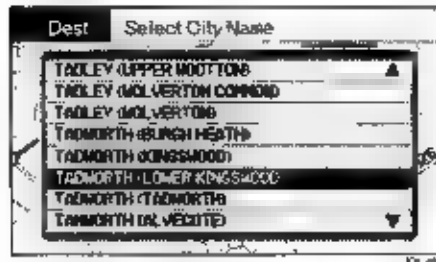 Dest Select City Name
TADLEY (UPPER WOOTTON)
TADLEY (WOLVERTON COMMON)
TADLEY (WOLVERTON)
TADWORTH (BURGH HEATH)
TADWORTH (KINGSWOOD)
TADWORTH (LOWER KINGSWOOD)
TADWORTH (TADWORTH)
TAMWORTH (ALVECOTE)